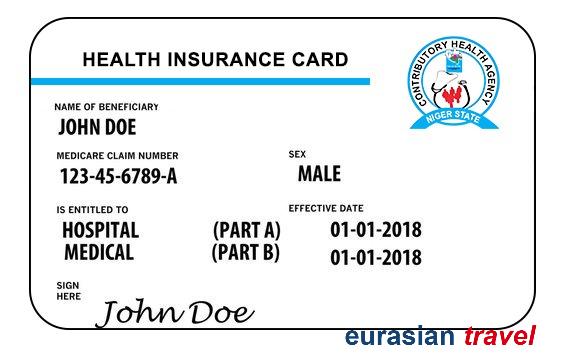 HEALTH INSURANCE CARD
CONTRIBUTORY HEALTH AGENCY
NIGER STATE
NAME OF BENEFICIARY
JOHN DOE
MEDICARE CLAIM NUMBER
SEX
123-45-6789-A
MALE
IS ENTITLED TO
EFFECTIVE DATE
HOSPITAL (PART A) 01-01-2018
MEDICAL (PART B) 01-01-2018
SIGN
HERE
John Doe
eurasian travel